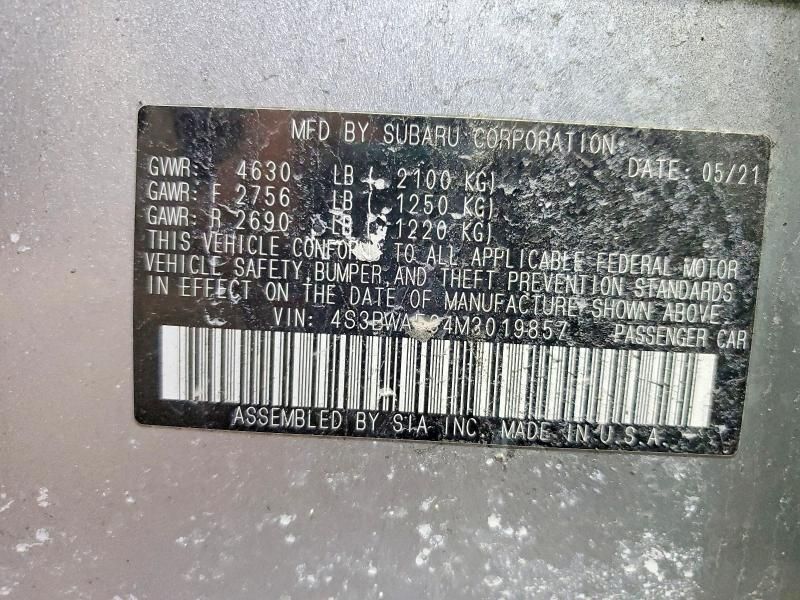 MFD BY SUBARU CORPORATION
GVWR: 4630 LB ( 2100 KG) DATE: 05/21
GAWR: F 2756 LB ( 1250 KG)
GAWR: R 2690 LB ( 1220 KG)
THIS VEHICLE CONFORMS TO ALL APPLICABLE FEDERAL MOTOR
VEHICLE SAFETY, BUMPER, AND THEFT PREVENTION STANDARDS
IN EFFECT ON THE DATE OF MANUFACTURE SHOWN ABOVE.
VIN: PASSENGER CAR
ASSEMBLED BY SIA INC. MADE IN U.S.A.